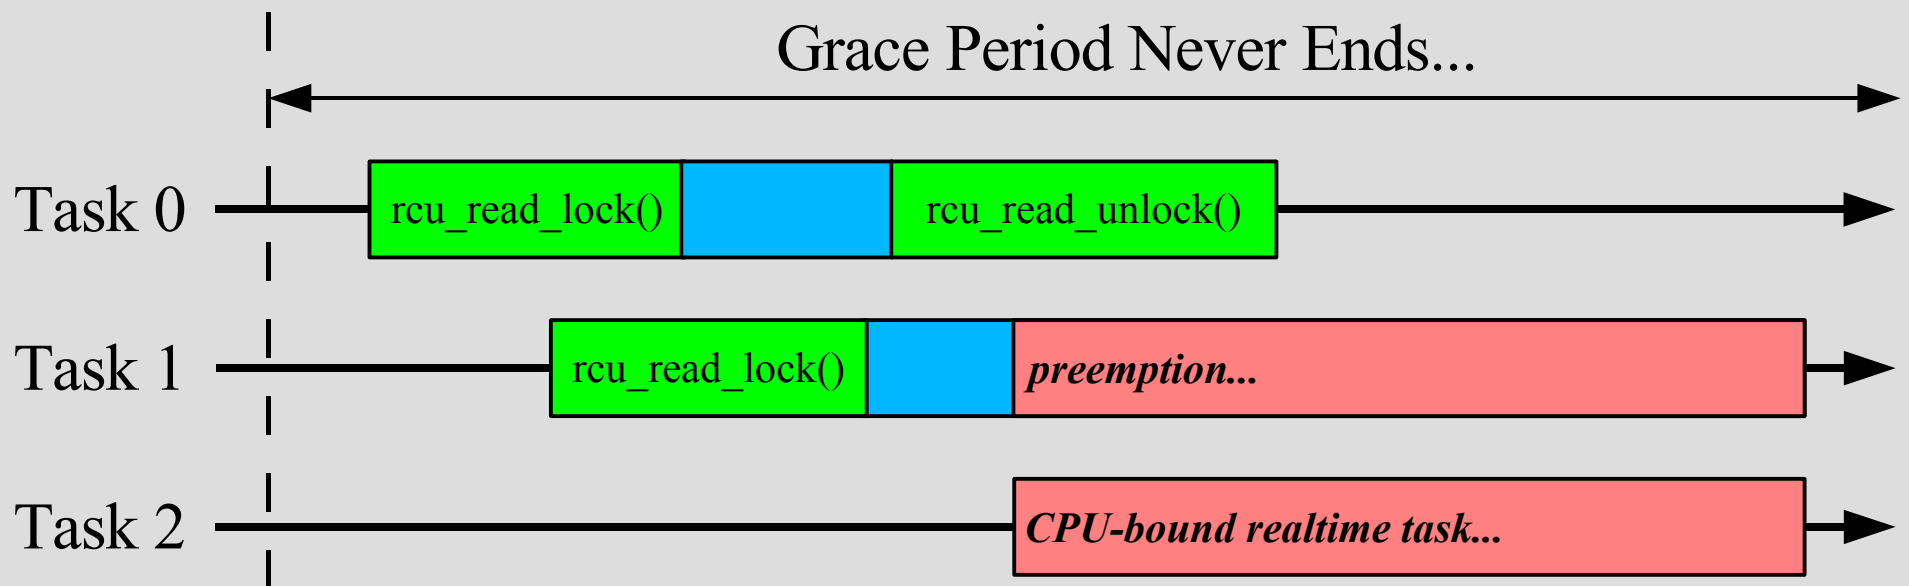 Grace Period Never Ends...
Task 0
rcu_read_lock()
rcu_read_unlock()
Task 1
rcu_read_lock()
preemption...
Task 2
CPU-bound realtime task...